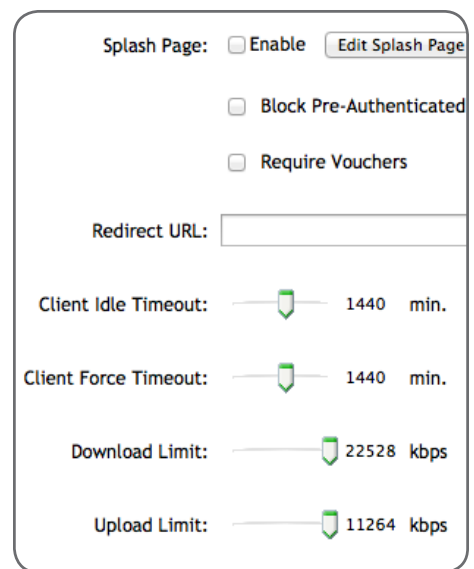 Splash Page: Enable Edit Splash Page
Block Pre-Authenticated
Require Vouchers
Redirect URL:
Client Idle Timeout: 1440 min.
Client Force Timeout: 1440 min.
Download Limit: 22528 kbps
Upload Limit: 11264 kbps